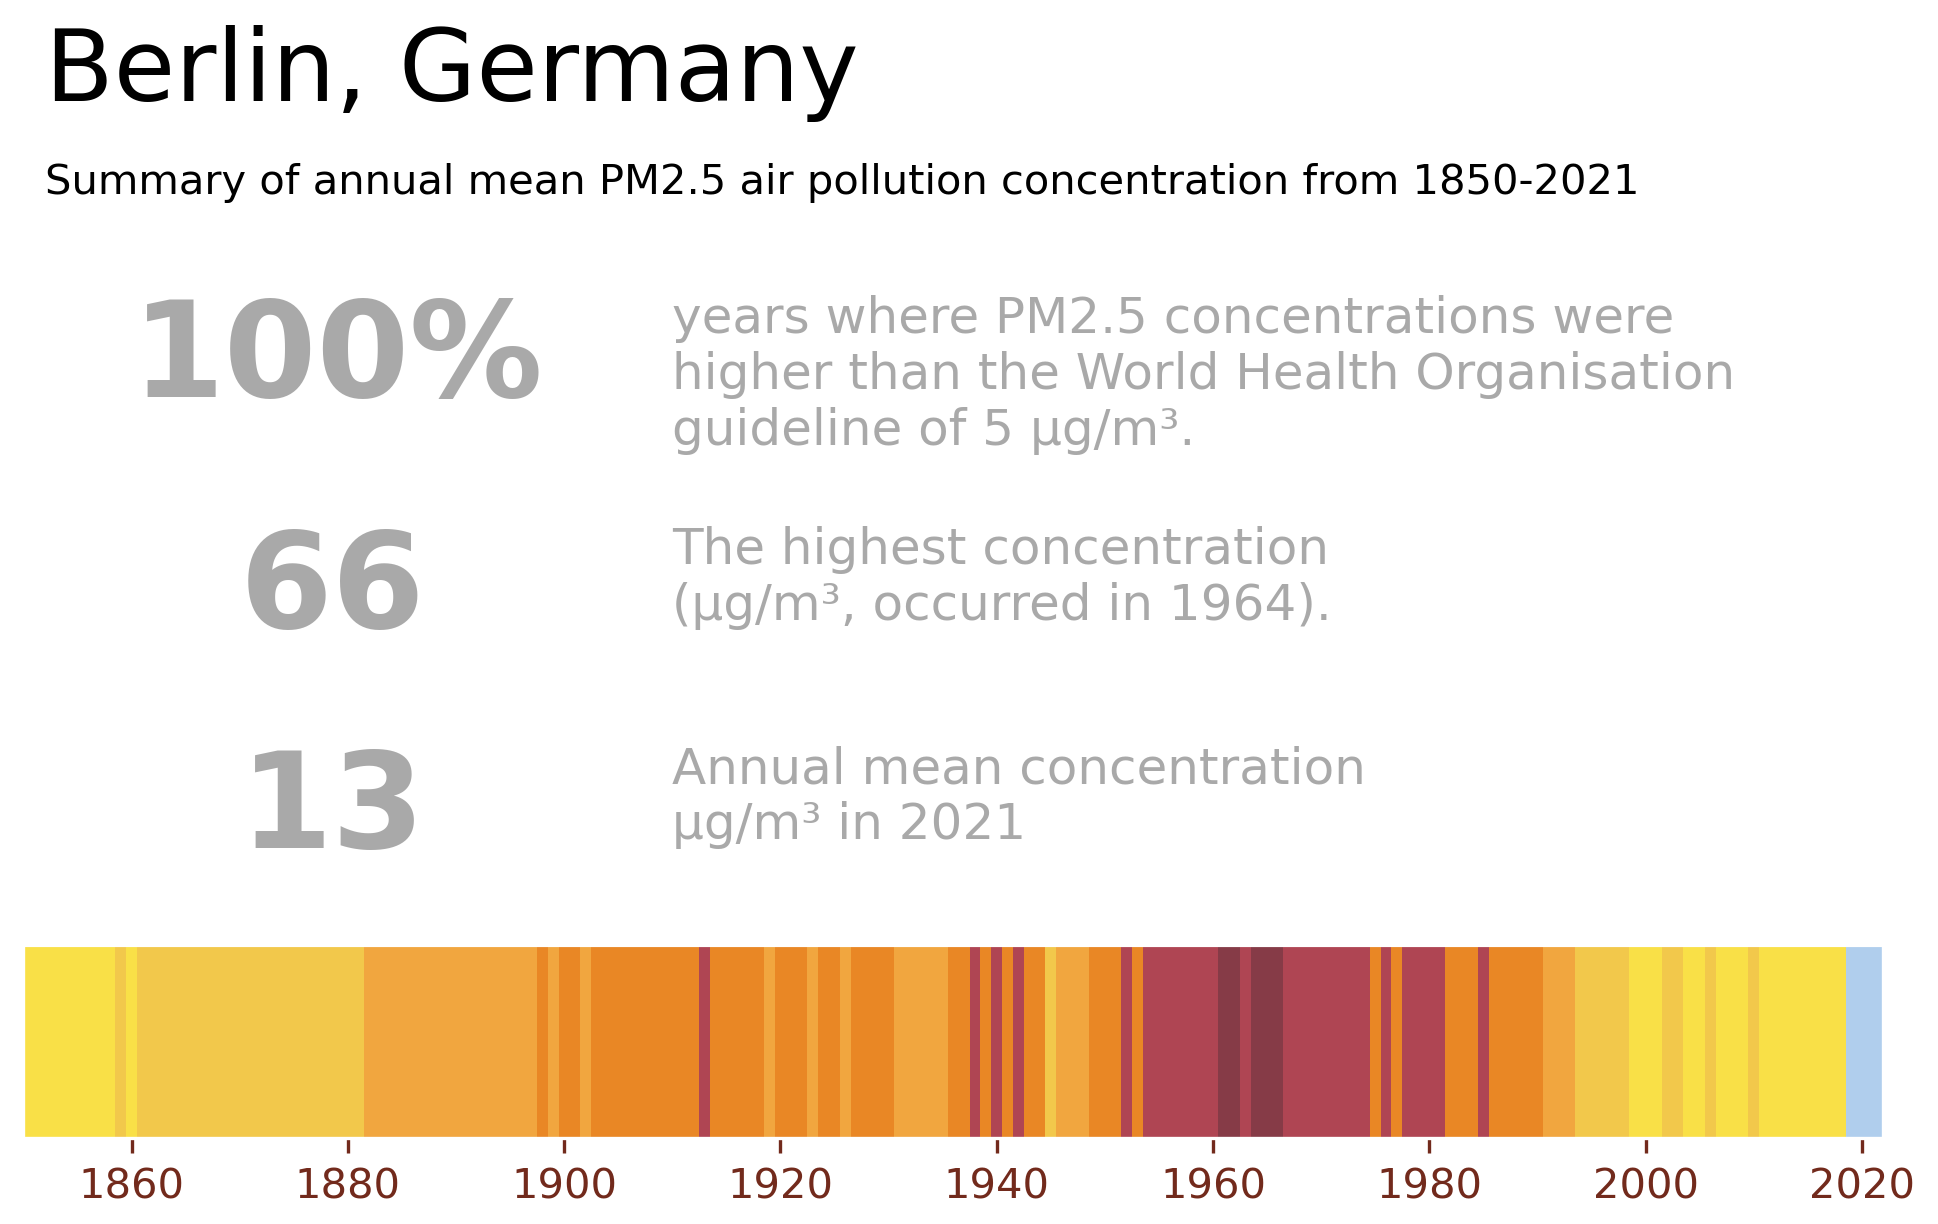 Berlin, Germany
Summary of annual mean PM2.5 air pollution concentration from 1850-2021
100%
years where PM2.5 concentrations were
higher than the World Health Organisation
guideline of 5 µg/m³.
66
The highest concentration
(µg/m³, occurred in 1964).
13
Annual mean concentration
µg/m³ in 2021
1860 1880 1900 1920 1940 1960 1980 2000 2020